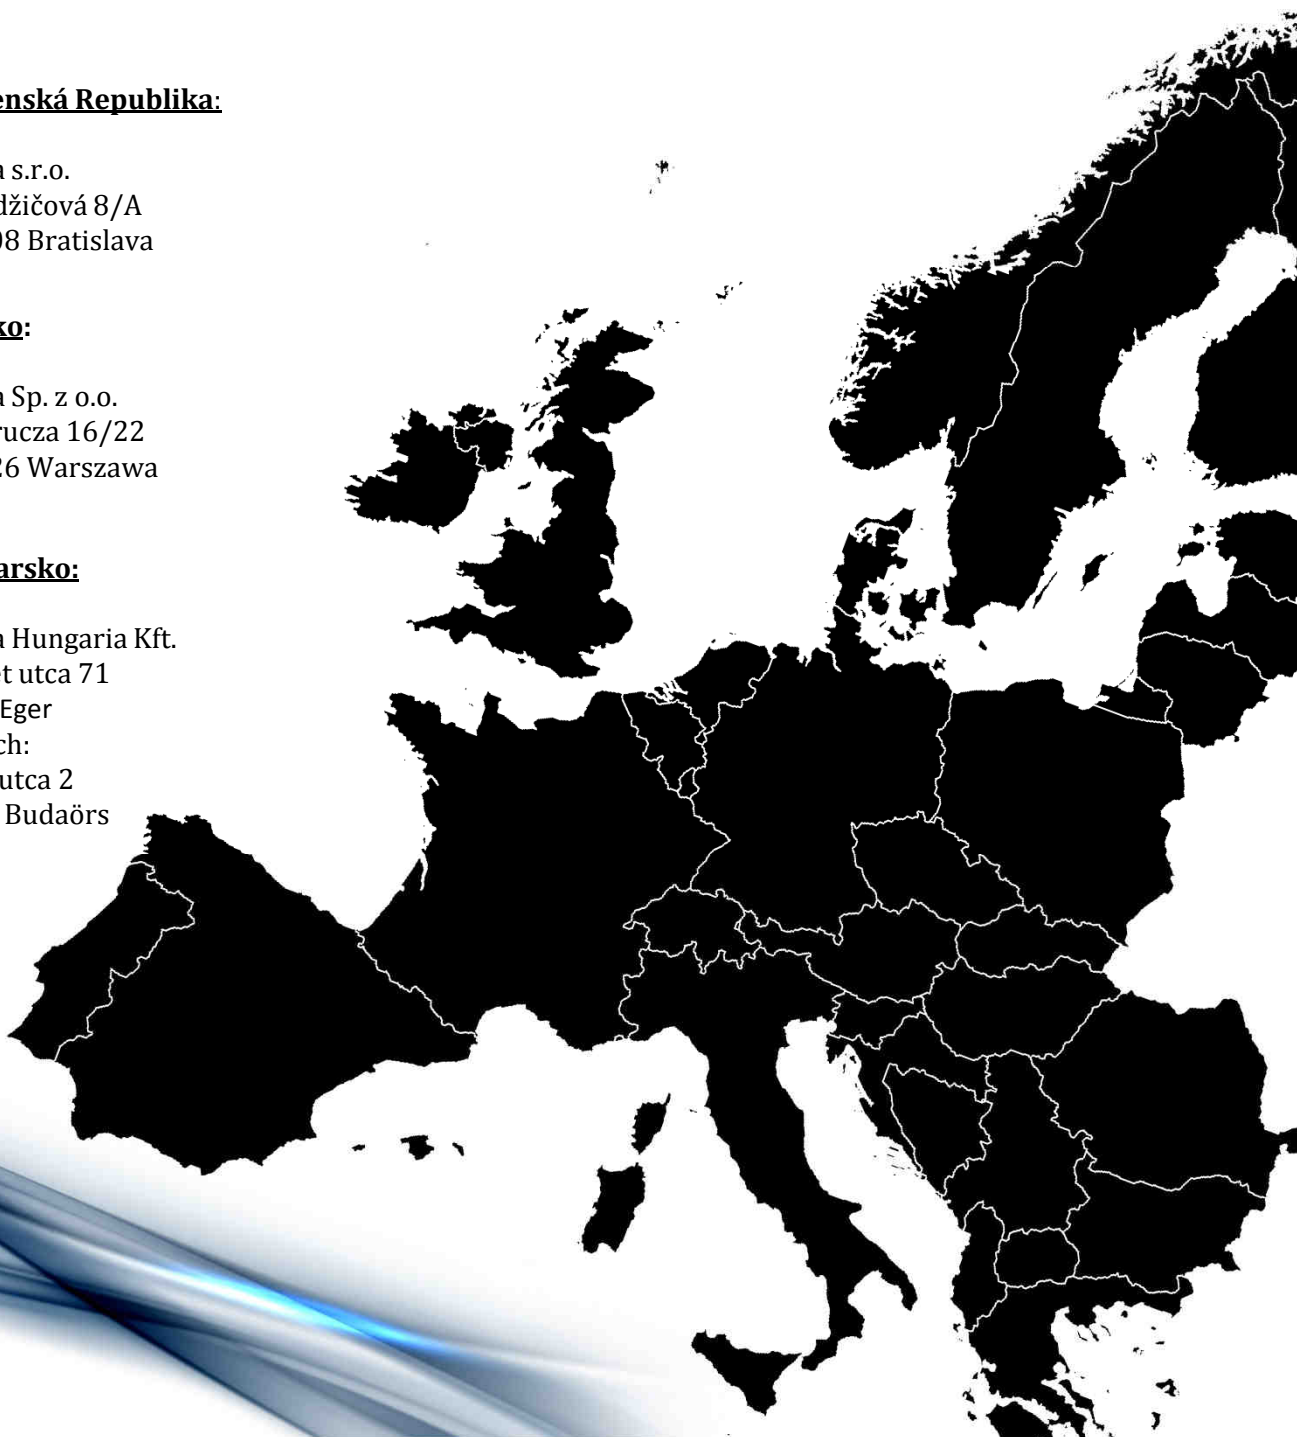 enská Republika:
a s.r.o.
džičová 8/A
08 Bratislava
ko:
a Sp. z o.o.
rucza 16/22
26 Warszawa
arsko:
a Hungaria Kft.
et utca 71
Eger
ch:
utca 2
Budaörs